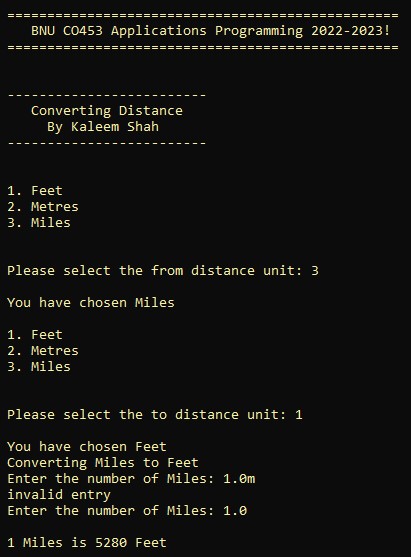 =================================================
BNU CO453 Applications Programming 2022-2023!
=================================================
-------------------------
Converting Distance
By Kaleem Shah
-------------------------
1. Feet
2. Metres
3. Miles
Please select the from distance unit: 3
You have chosen Miles
1. Feet
2. Metres
3. Miles
Please select the to distance unit: 1
You have chosen Feet
Converting Miles to Feet
Enter the number of Miles: 1.0m
invalid entry
Enter the number of Miles: 1.0
1 Miles is 5280 Feet